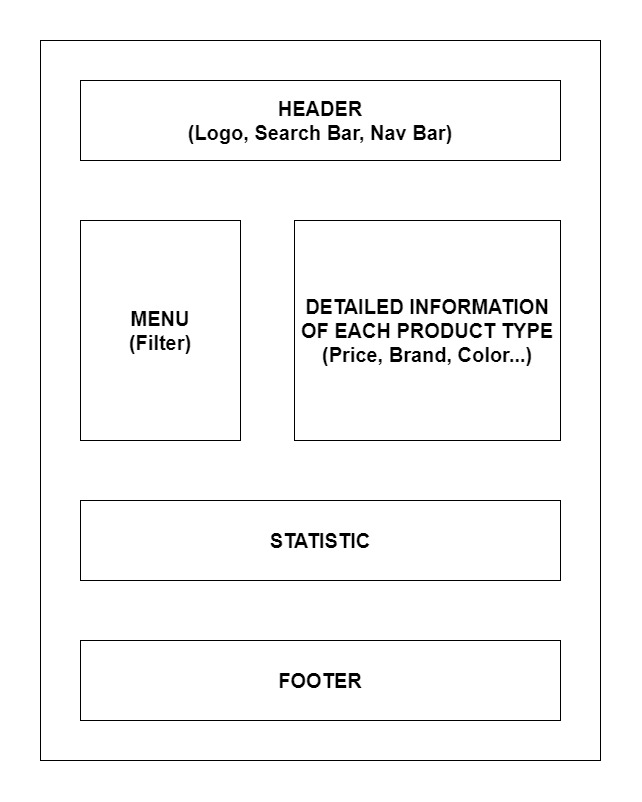 HEADER
(Logo, Search Bar, Nav Bar)
MENU
(Filter)
DETAILED INFORMATION
OF EACH PRODUCT TYPE
(Price, Brand, Color...)
STATISTIC
FOOTER